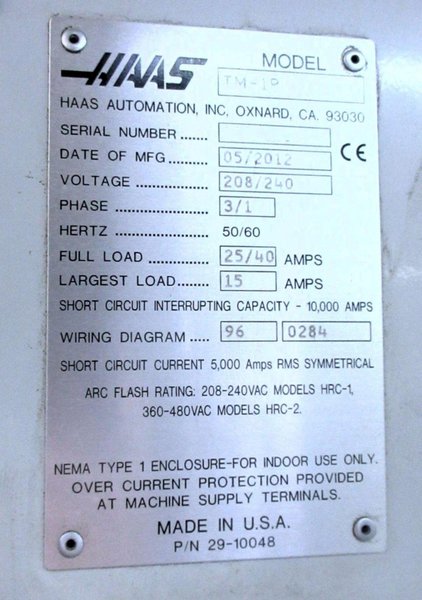 HAAS MODEL TM-1P
HAAS AUTOMATION, INC. OXNARD, CA. 93030
SERIAL NUMBER ......
DATE OF MFG ........... 05/2012 CE
VOLTAGE ................ 208/240
PHASE ..................... 3/1
HERTZ ..................... 50/60
FULL LOAD ............. 25/40 AMPS
LARGEST LOAD...... 15 AMPS
SHORT CIRCUIT INTERRUPTING CAPACITY - 10,000 AMPS
WIRING DIAGRAM ..... 96 0284
SHORT CIRCUIT CURRENT 5,000 Amps RMS SYMMETRICAL
ARC FLASH RATING: 208-240VAC MODELS HRC-1,
360-480VAC MODELS HRC-2.
NEMA TYPE 1 ENCLOSURE-FOR INDOOR USE ONLY.
OVER CURRENT PROTECTION PROVIDED
AT MACHINE SUPPLY TERMINALS.
MADE IN U.S.A.
P/N 29-10048